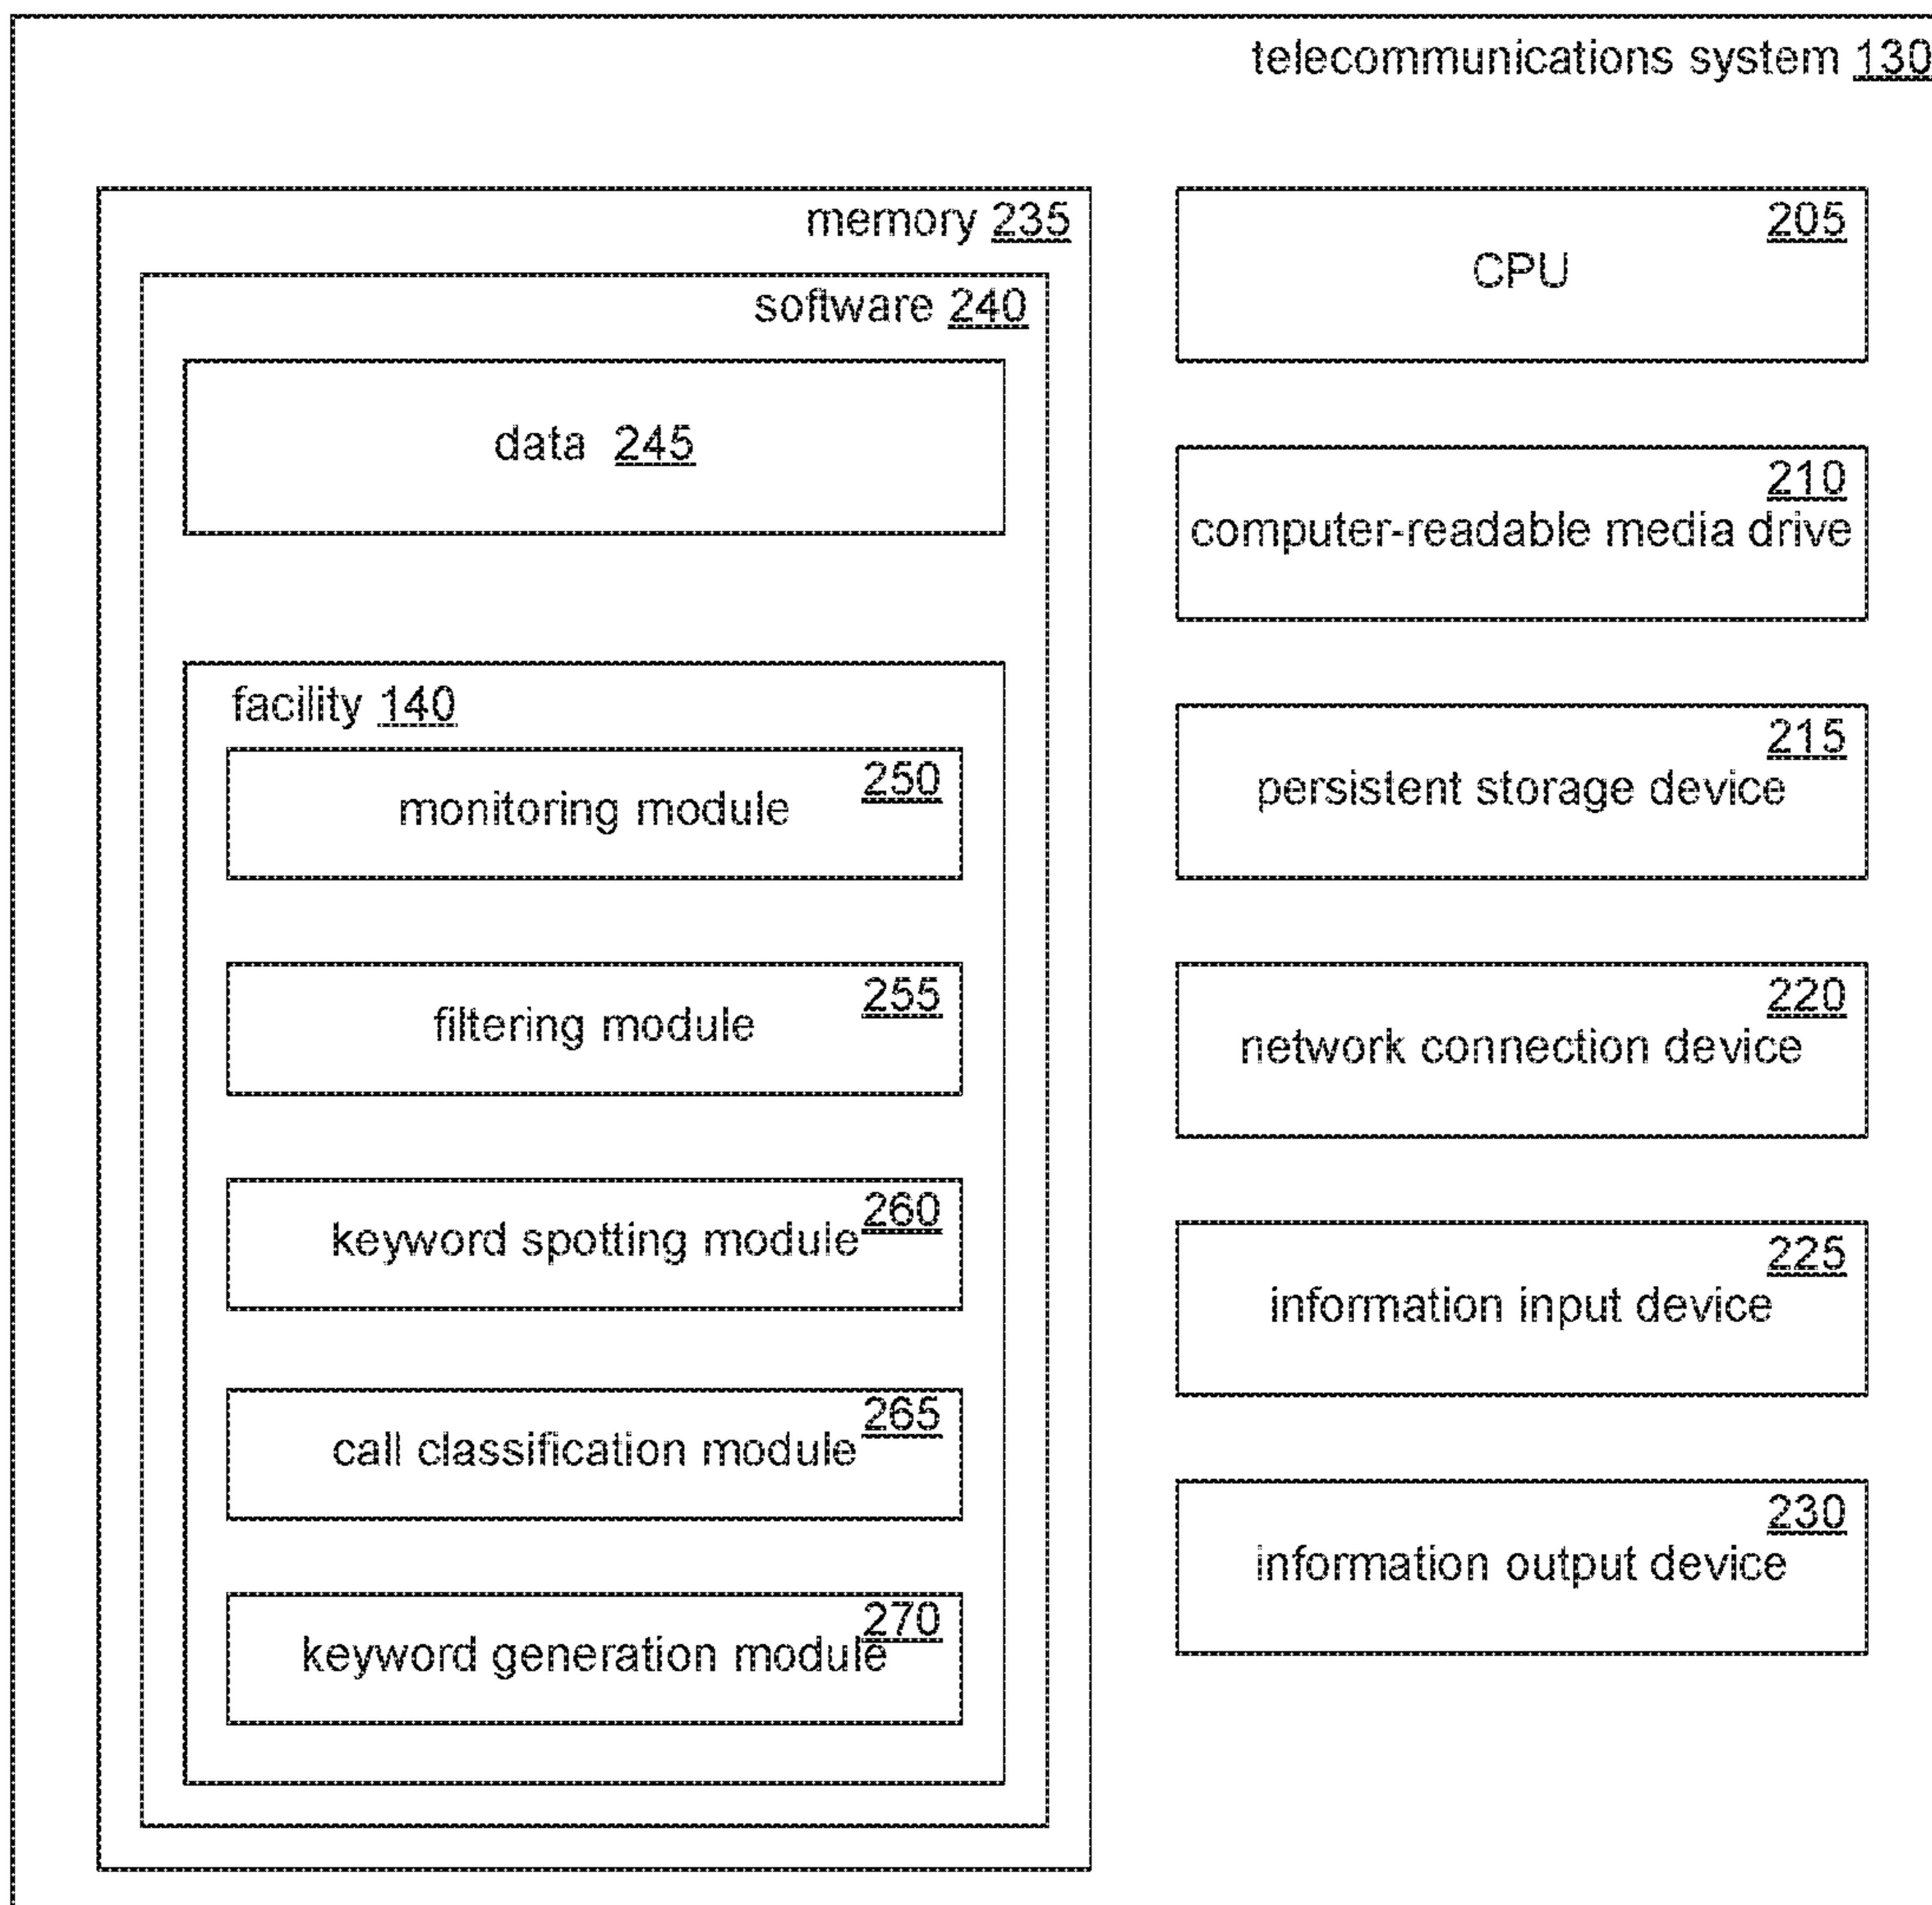 telecommunications system 130
memory 235
software 240
data 245
facility 140
250
monitoring module
255
filtering module
260
keyword spotting module
265
call classification module
270
keyword generation module
205
CPU
210
computer-readable media drive
215
persistent storage device
220
network connection device
225
information input device
230
information output device